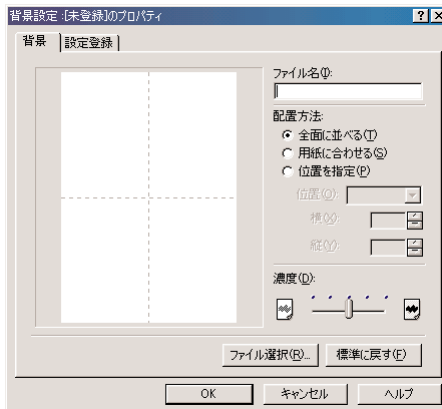 背景設定:[未登録]のプロパティ
背景
設定登録
ファイル名(I):
配置方法:
全面に並べる(T)
用紙に合わせる(S)
位置を指定(P)
位置(O):
横(X):
縦(Y):
濃度(D):
ファイル選択(R)...
標準に戻す(F)
OK
キャンセル
ヘルプ